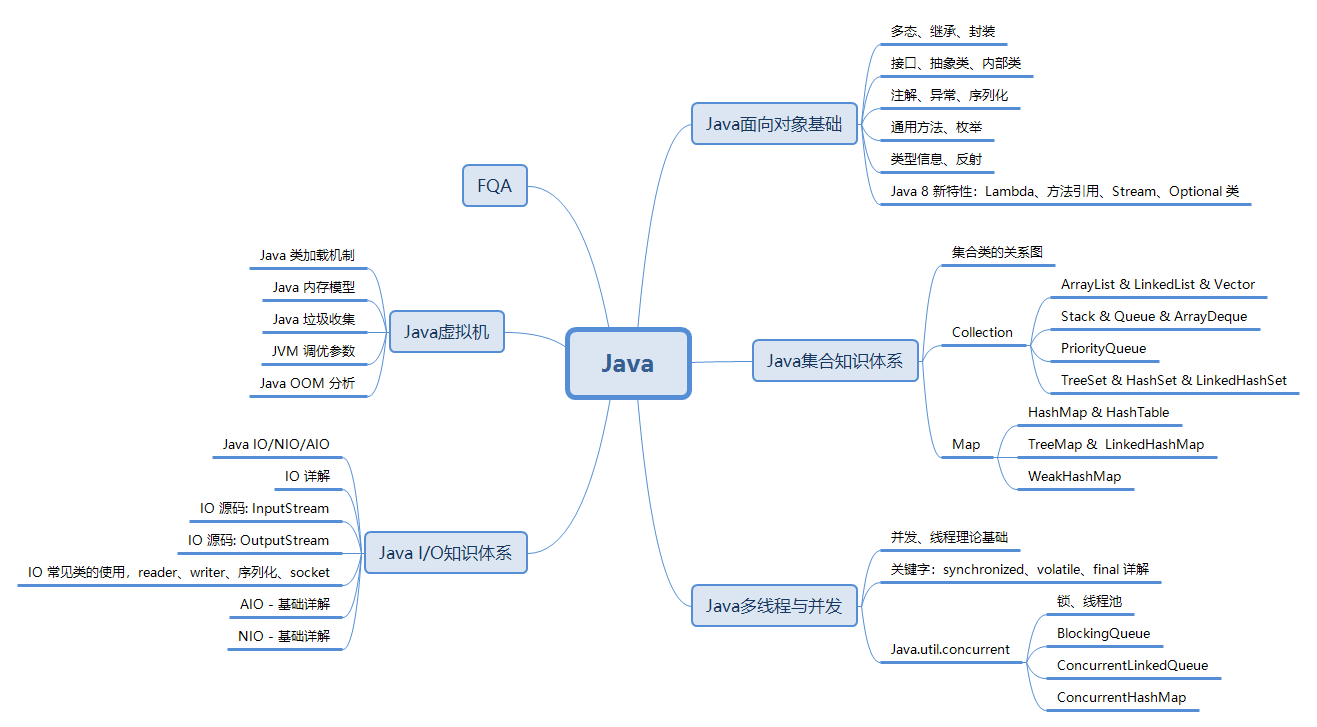 Java
Java面向对象基础
多态、继承、封装
接口、抽象类、内部类
注解、异常、序列化
通用方法、枚举
类型信息、反射
Java 8 新特性：Lambda、方法引用、Stream、Optional 类
Java集合知识体系
集合类的关系图
Collection
ArrayList & LinkedList & Vector
Stack & Queue & ArrayDeque
PriorityQueue
TreeSet & HashSet & LinkedHashSet
Map
HashMap & HashTable
TreeMap & LinkedHashMap
WeakHashMap
Java多线程与并发
并发、线程理论基础
关键字：synchronized、volatile、final 详解
Java.util.concurrent
锁、线程池
BlockingQueue
ConcurrentLinkedQueue
ConcurrentHashMap
FQA
Java虚拟机
Java 类加载机制
Java 内存模型
Java 垃圾收集
JVM 调优参数
Java OOM 分析
Java I/O知识体系
Java IO/NIO/AIO
IO 详解
IO 源码: InputStream
IO 源码: OutputStream
IO 常见类的使用，reader、writer、序列化、socket
AIO - 基础详解
NIO - 基础详解